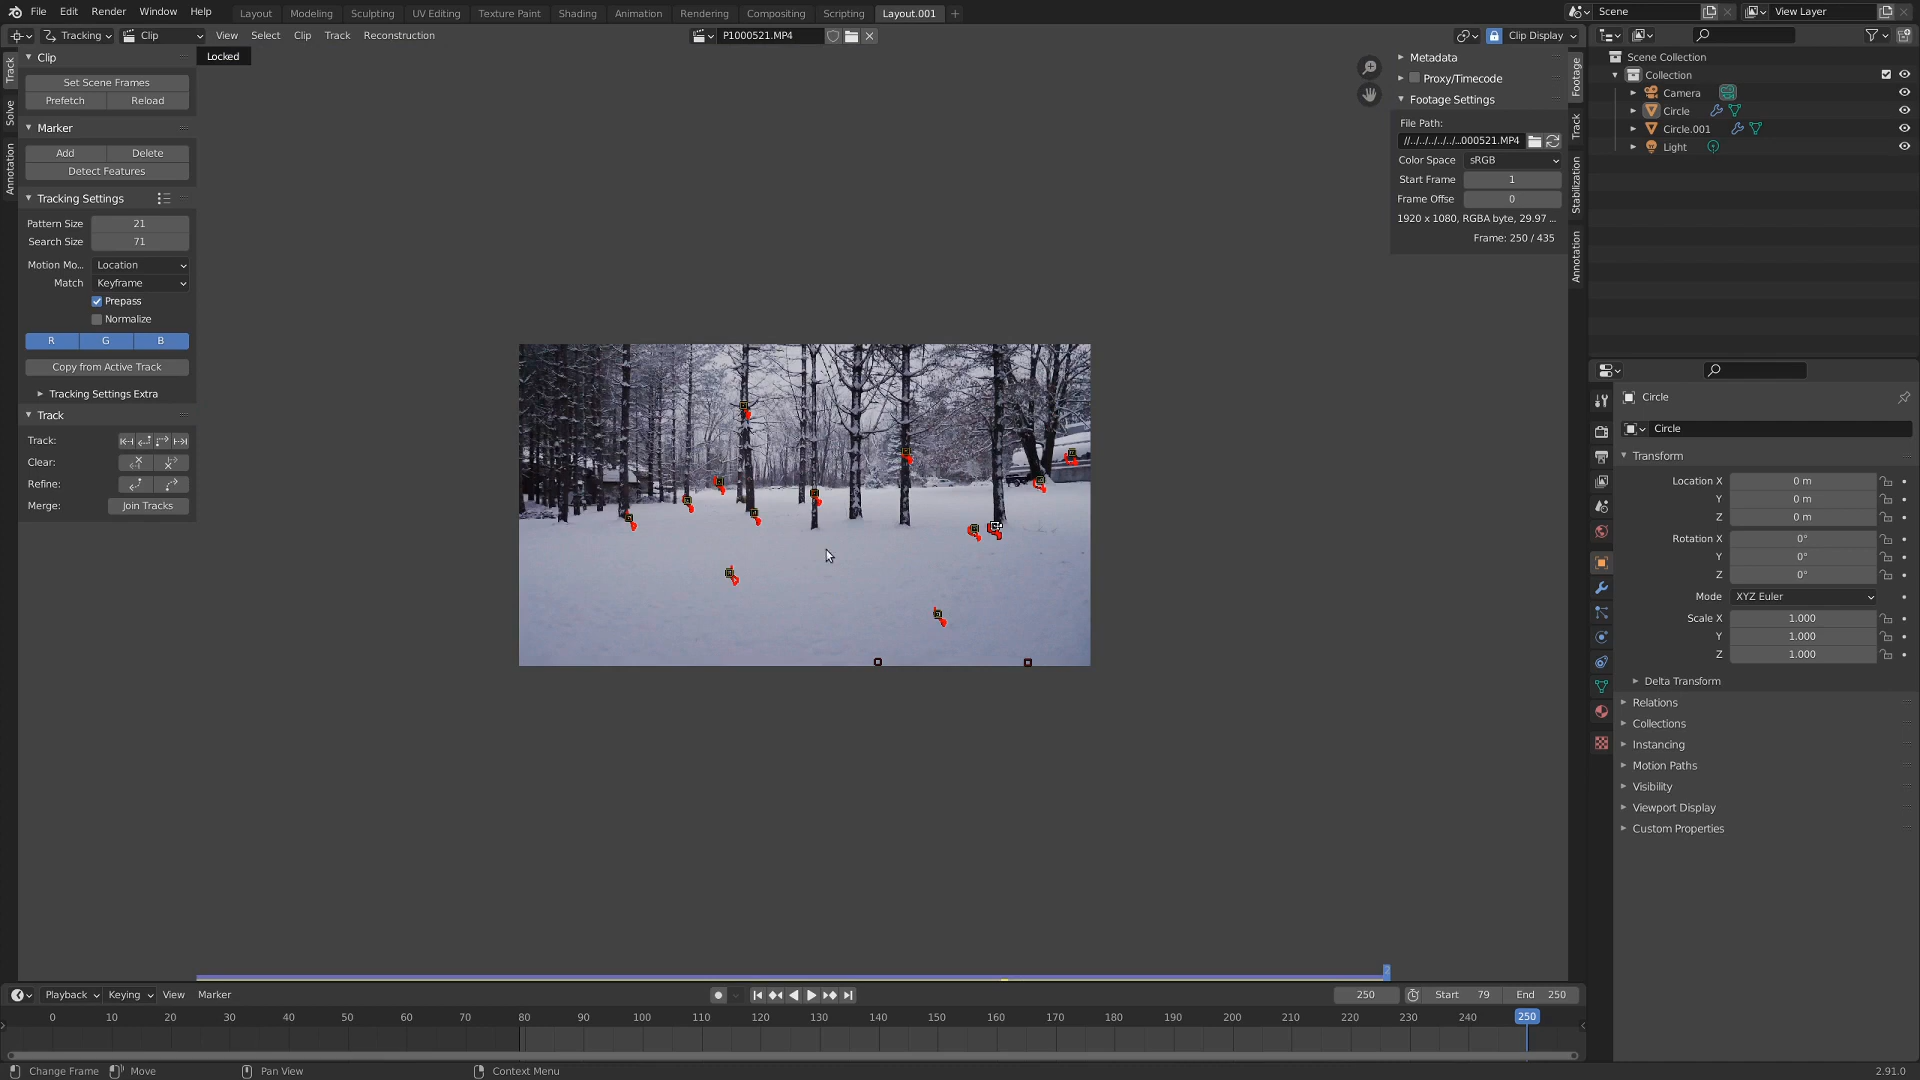 File Edit Render Window Help Layout Modeling Sculpting UV Editing Texture Paint Shading Animation Rendering Compositing Scripting Layout.001 + Scene View Layer
Tracking Clip View Select Clip Track Reconstruction P1000521.MP4 Clip Display
Locked
Track
Solve
Annotation
Clip
Set Scene Frames
Prefetch Reload
Marker
Add Delete
Detect Features
Tracking Settings
Pattern Size 21
Search Size 71
Motion Mo... Location
Match Keyframe
Prepass
Normalize
R G B
Copy from Active Track
Tracking Settings Extra
Track
Track:
Clear:
Refine:
Merge: Join Tracks
Metadata
Proxy/Timecode
Footage Settings
File Path:
//../../../../../...000521.MP4
Color Space sRGB
Start Frame 1
Frame Offse 0
1920 x 1080, RGBA byte, 29.97 ...
Frame: 250 / 435
Footage
Track
Stabilization
Annotation
Scene Collection
Collection
Camera
Circle
Circle.001
Light
Circle
Circle
Transform
Location X 0 m
Y 0 m
Z 0 m
Rotation X 0°
Y 0°
Z 0°
Mode XYZ Euler
Scale X 1.000
Y 1.000
Z 1.000
Delta Transform
Relations
Collections
Instancing
Motion Paths
Visibility
Viewport Display
Custom Properties
Playback Keying View Marker 250 Start 79 End 250
0 10 20 30 40 50 60 70 80 90 100 110 120 130 140 150 160 170 180 190 200 210 220 230 240 250
Change Frame Move Pan View Context Menu 2.91.0